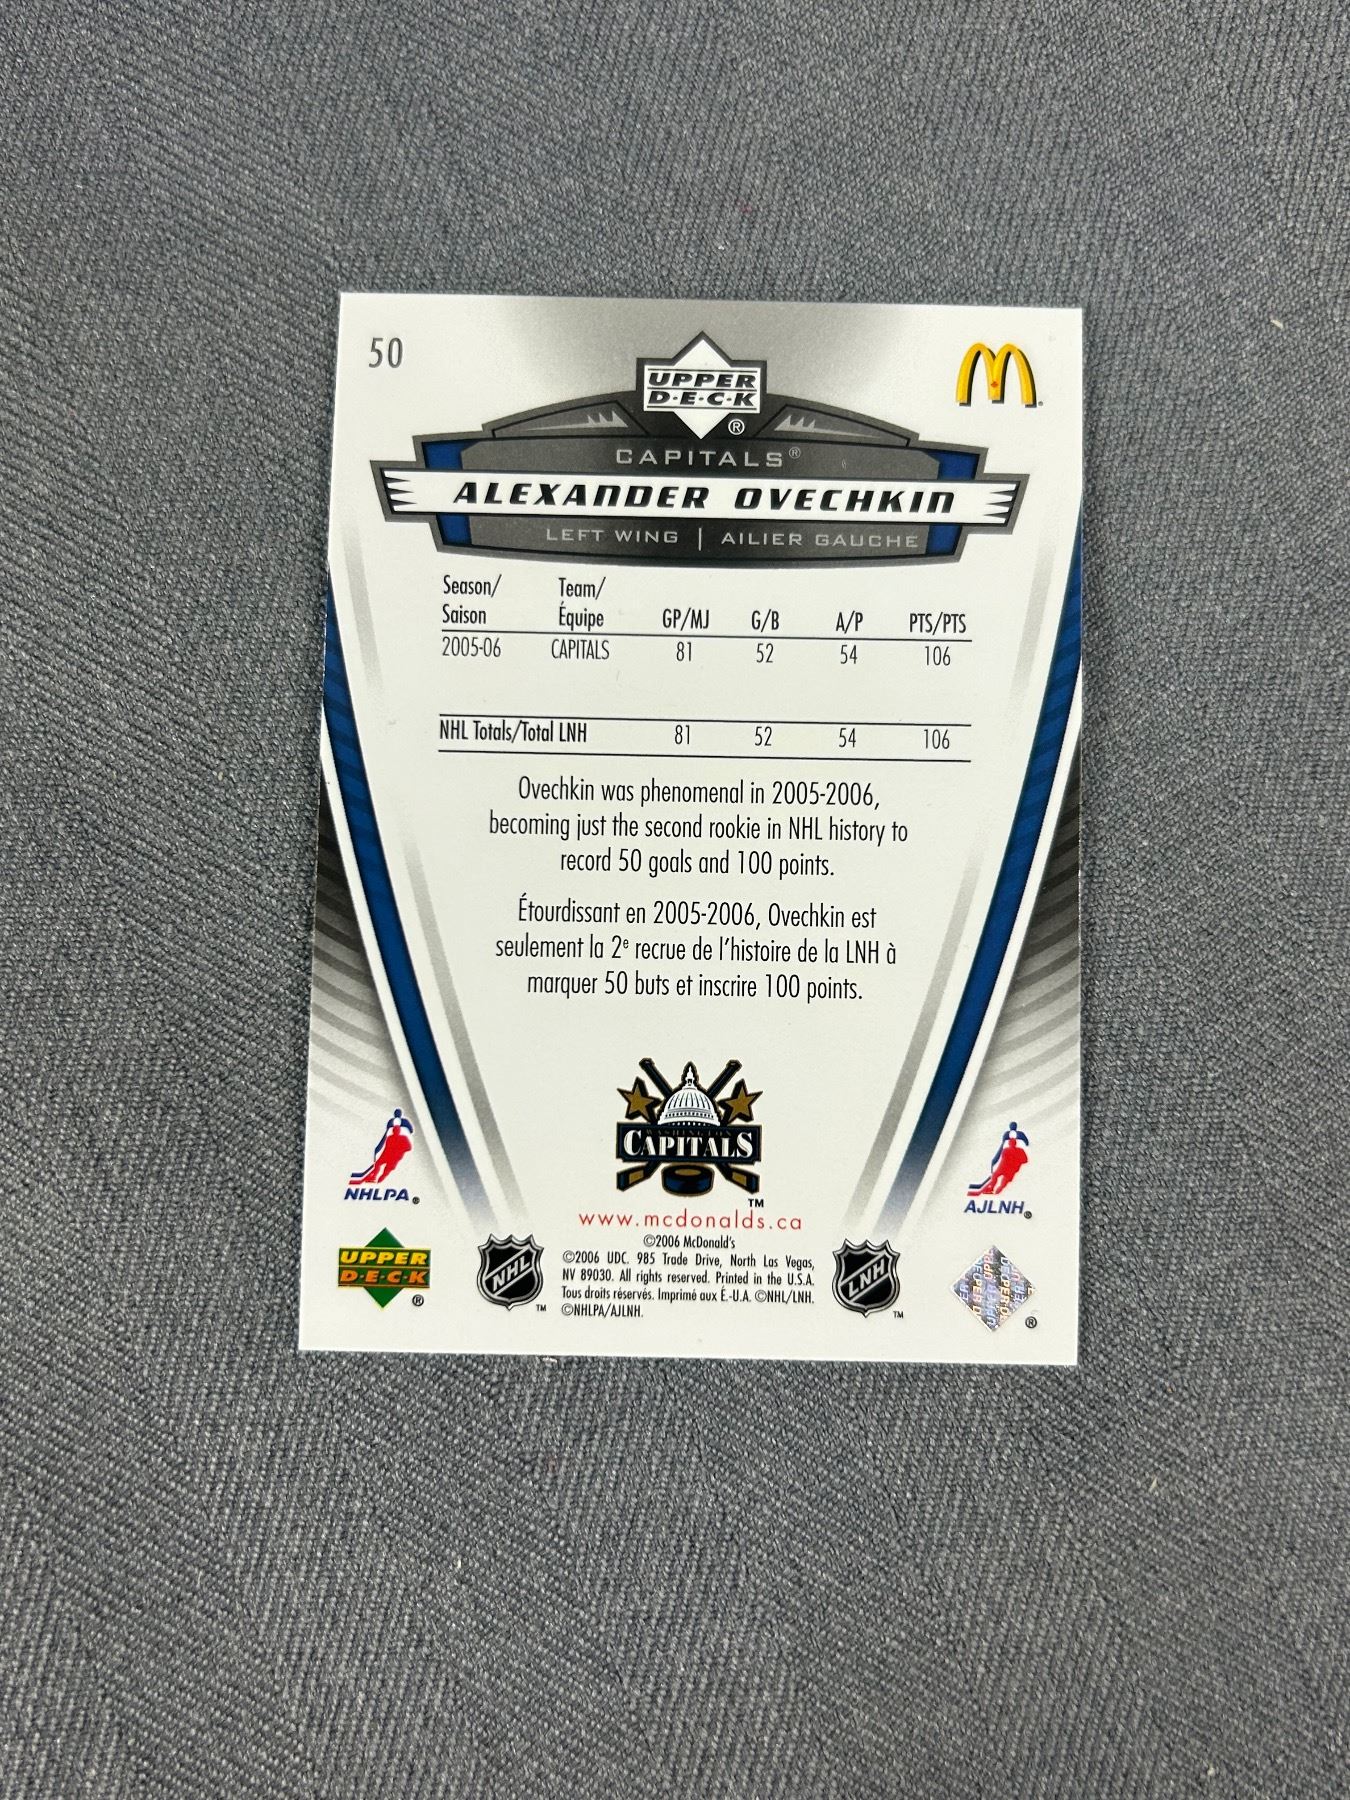 50
UPPER
D·E·C·K
®
CAPITALS®
ALEXANDER OVECHKIN
LEFT WING | AILIER GAUCHE
Season/ Saison Team/ Équipe GP/MJ G/B A/P PTS/PTS
2005-06 CAPITALS 81 52 54 106
NHL Totals/Total LNH 81 52 54 106
Ovechkin was phenomenal in 2005-2006,
becoming just the second rookie in NHL history to
record 50 goals and 100 points.
Étourdissant en 2005-2006, Ovechkin est
seulement la 2e recrue de l'histoire de la LNH à
marquer 50 buts et inscrire 100 points.
WASHINGTON
CAPITALS
TM
NHLPA®
AJLNH®
www.mcdonalds.ca
©2006 McDonald's
©2006 UDC. 985 Trade Drive, North Las Vegas,
NV 89030. All rights reserved. Printed in the U.S.A.
Tous droits réservés. Imprimé aux É.-U.A. ©NHL/LNH.
©NHLPA/AJLNH.
UPPER
D·E·C·K
®
NHL
TM
LNH
TM
®